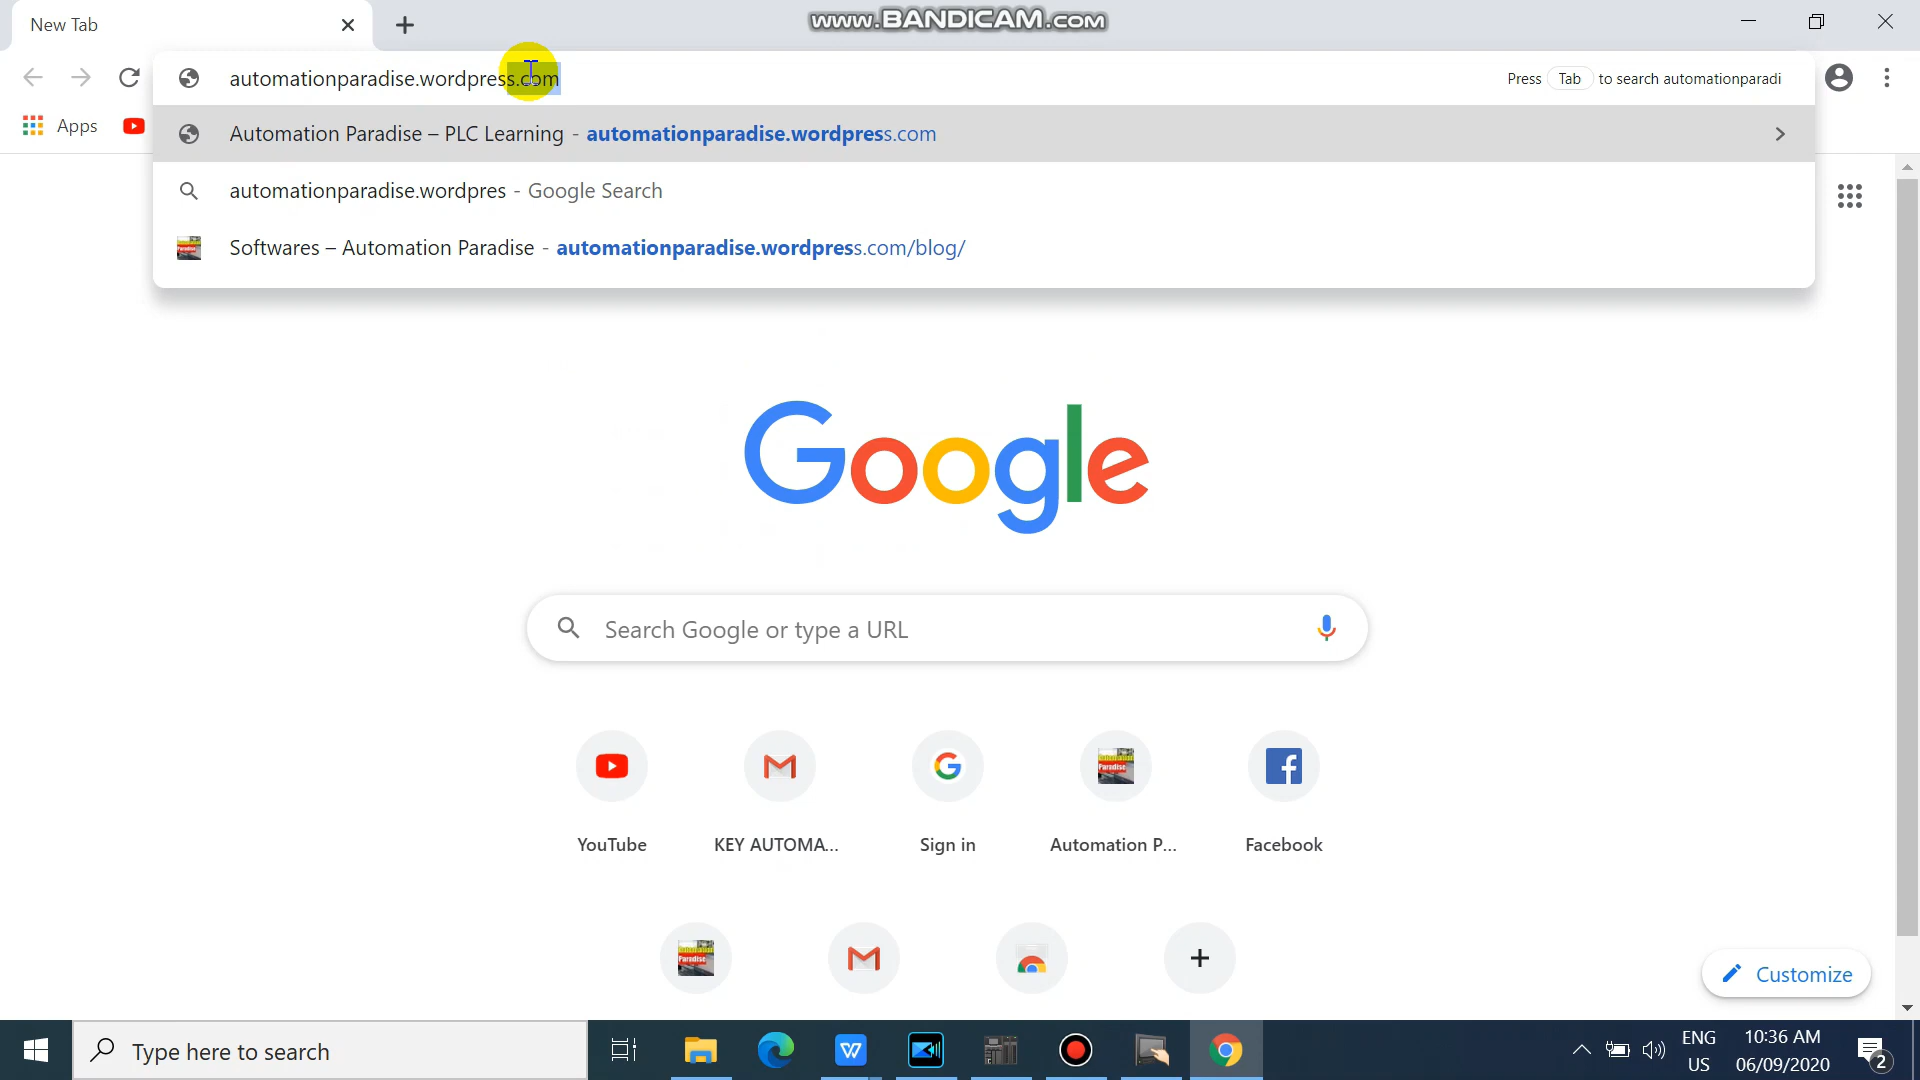 New Tab
www.BANDICAM.COM
automationparadise.wordpress.com
Press Tab to search automationparadi
Apps
Automation Paradise – PLC Learning - automationparadise.wordpress.com
automationparadise.wordpres - Google Search
Softwares – Automation Paradise - automationparadise.wordpress.com/blog/
Google
Search Google or type a URL
YouTube
KEY AUTOMA...
Sign in
Automation P...
Facebook
Customize
Type here to search
ENG
US
10:36 AM
06/09/2020
2